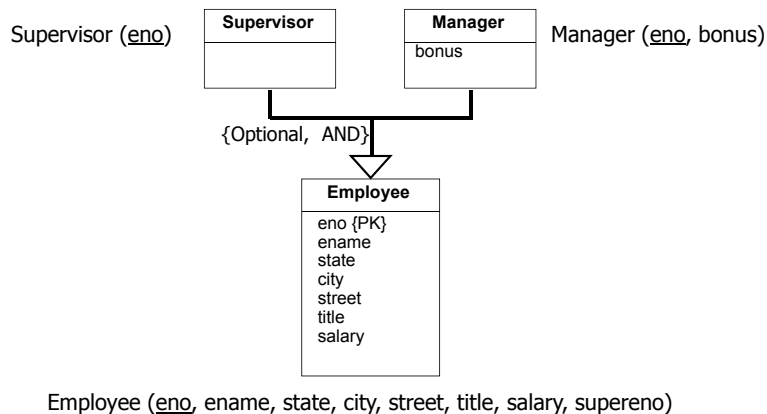 Supervisor (eno)
Supervisor
Manager
bonus
Manager (eno, bonus)
{Optional, AND}
Employee
eno {PK}
ename
state
city
street
title
salary
Employee (eno, ename, state, city, street, title, salary, supereno)